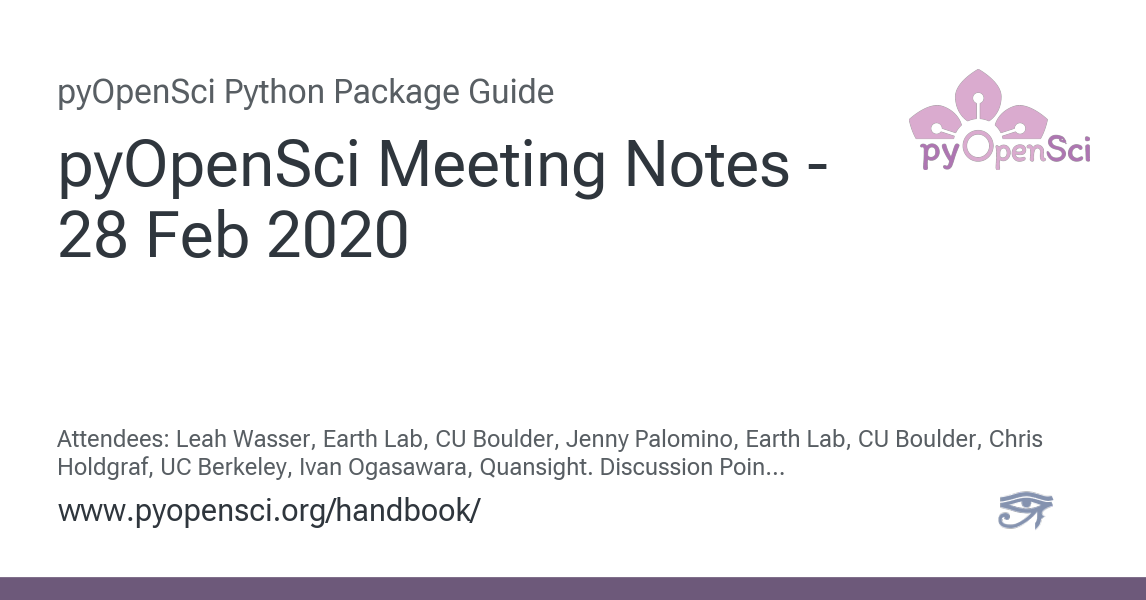 pyOpenSci Python Package Guide
pyOpenSci Meeting Notes -
28 Feb 2020
pyOpenSci
Attendees: Leah Wasser, Earth Lab, CU Boulder, Jenny Palomino, Earth Lab, CU Boulder, Chris
Holdgraf, UC Berkeley, Ivan Ogasawara, Quansight. Discussion Poin...
www.pyopensci.org/handbook/